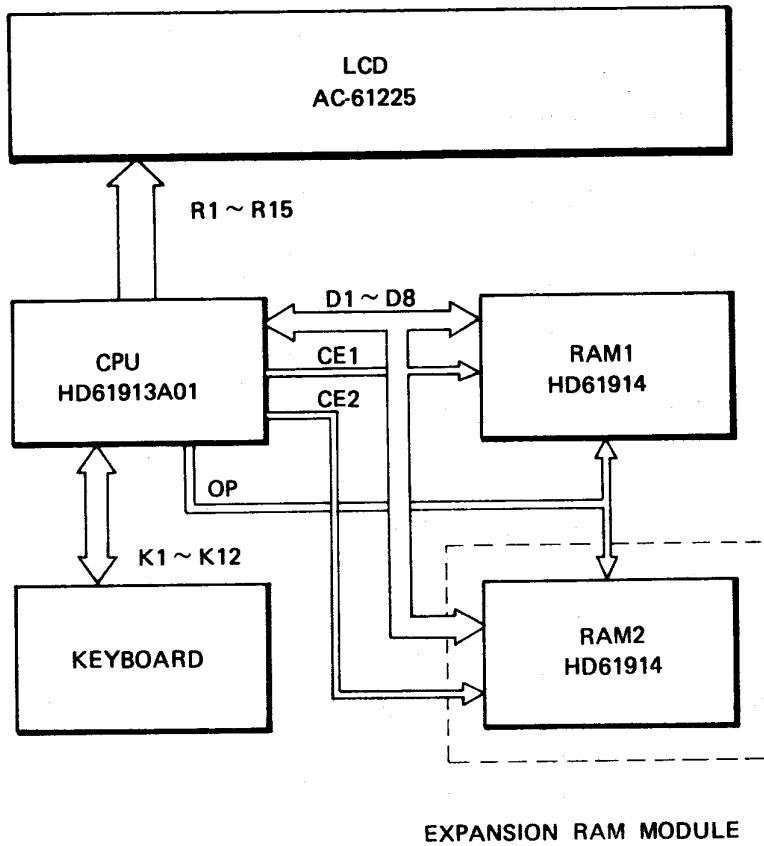 LCD
AC-61225
R1 ~ R15
D1 ~ D8
CPU
HD61913A01
CE1
CE2
RAM1
HD61914
OP
K1 ~ K12
KEYBOARD
RAM2
HD61914
EXPANSION RAM MODULE